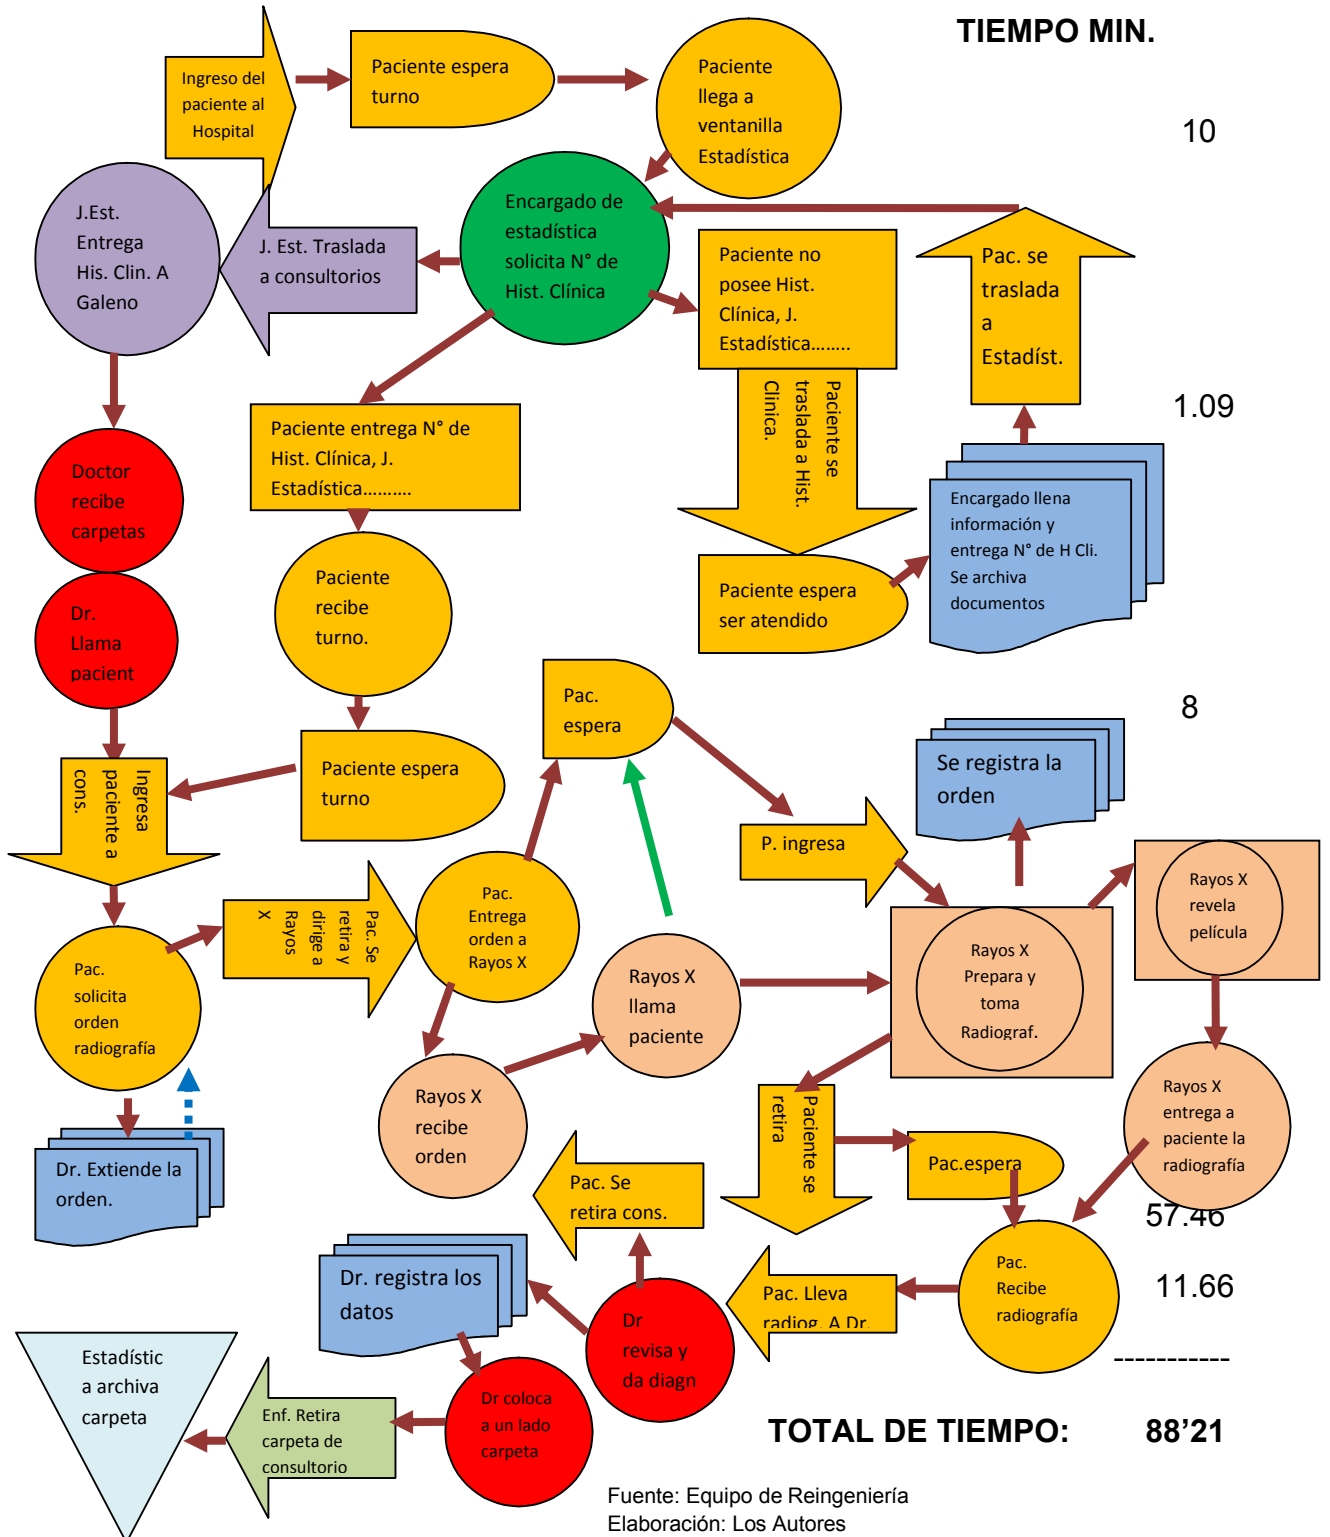 TIEMPO MIN.
Ingreso del
paciente al
Hospital
Paciente espera
turno
Paciente
llega a
ventanilla
Estadística
10
J.Est.
Entrega
His. Clin. A
Galeno
J. Est. Traslada
a consultorios
Encargado de
estadística
solicita N° de
Hist. Clínica
Paciente no
posee Hist.
Clínica, J.
Estadística……..
Pac. se
traslada
a
Estadíst.
Paciente se
traslada a Hist.
Clinica.
1.09
Paciente entrega N° de
Hist. Clínica, J.
Estadística……….
Doctor
recibe
carpetas
Encargado llena
información y
entrega N° de H Cli.
Se archiva
documentos
Paciente
recibe
turno.
Paciente espera
ser atendido
Dr.
Llama
pacient
Pac.
espera
8
Se registra la
orden
Ingresa
paciente a
cons.
Paciente espera
turno
P. ingresa
Pac. Se
retira y
dirige a
Rayos
X
Pac.
Entrega
orden a
Rayos X
Rayos X
revela
película
Pac.
solicita
orden
radiografía
Rayos X
llama
paciente
Rayos X
Prepara y
toma
Radiograf.
Rayos X
recibe
orden
Paciente se
retira
Rayos X
entrega a
paciente la
radiografía
Dr. Extiende la
orden.
Pac. Se
retira cons.
Pac.espera
57.46
Dr. registra los
datos
Pac.
Recibe
radiografía
11.66
Pac. Lleva
radiog. A Dr.
Dr
revisa y
da diagn
-----------
Estadístic
a archiva
carpeta
Enf. Retira
carpeta de
consultorio
Dr coloca
a un lado
carpeta
TOTAL DE TIEMPO: 88’21
Fuente: Equipo de Reingeniería
Elaboración: Los Autores